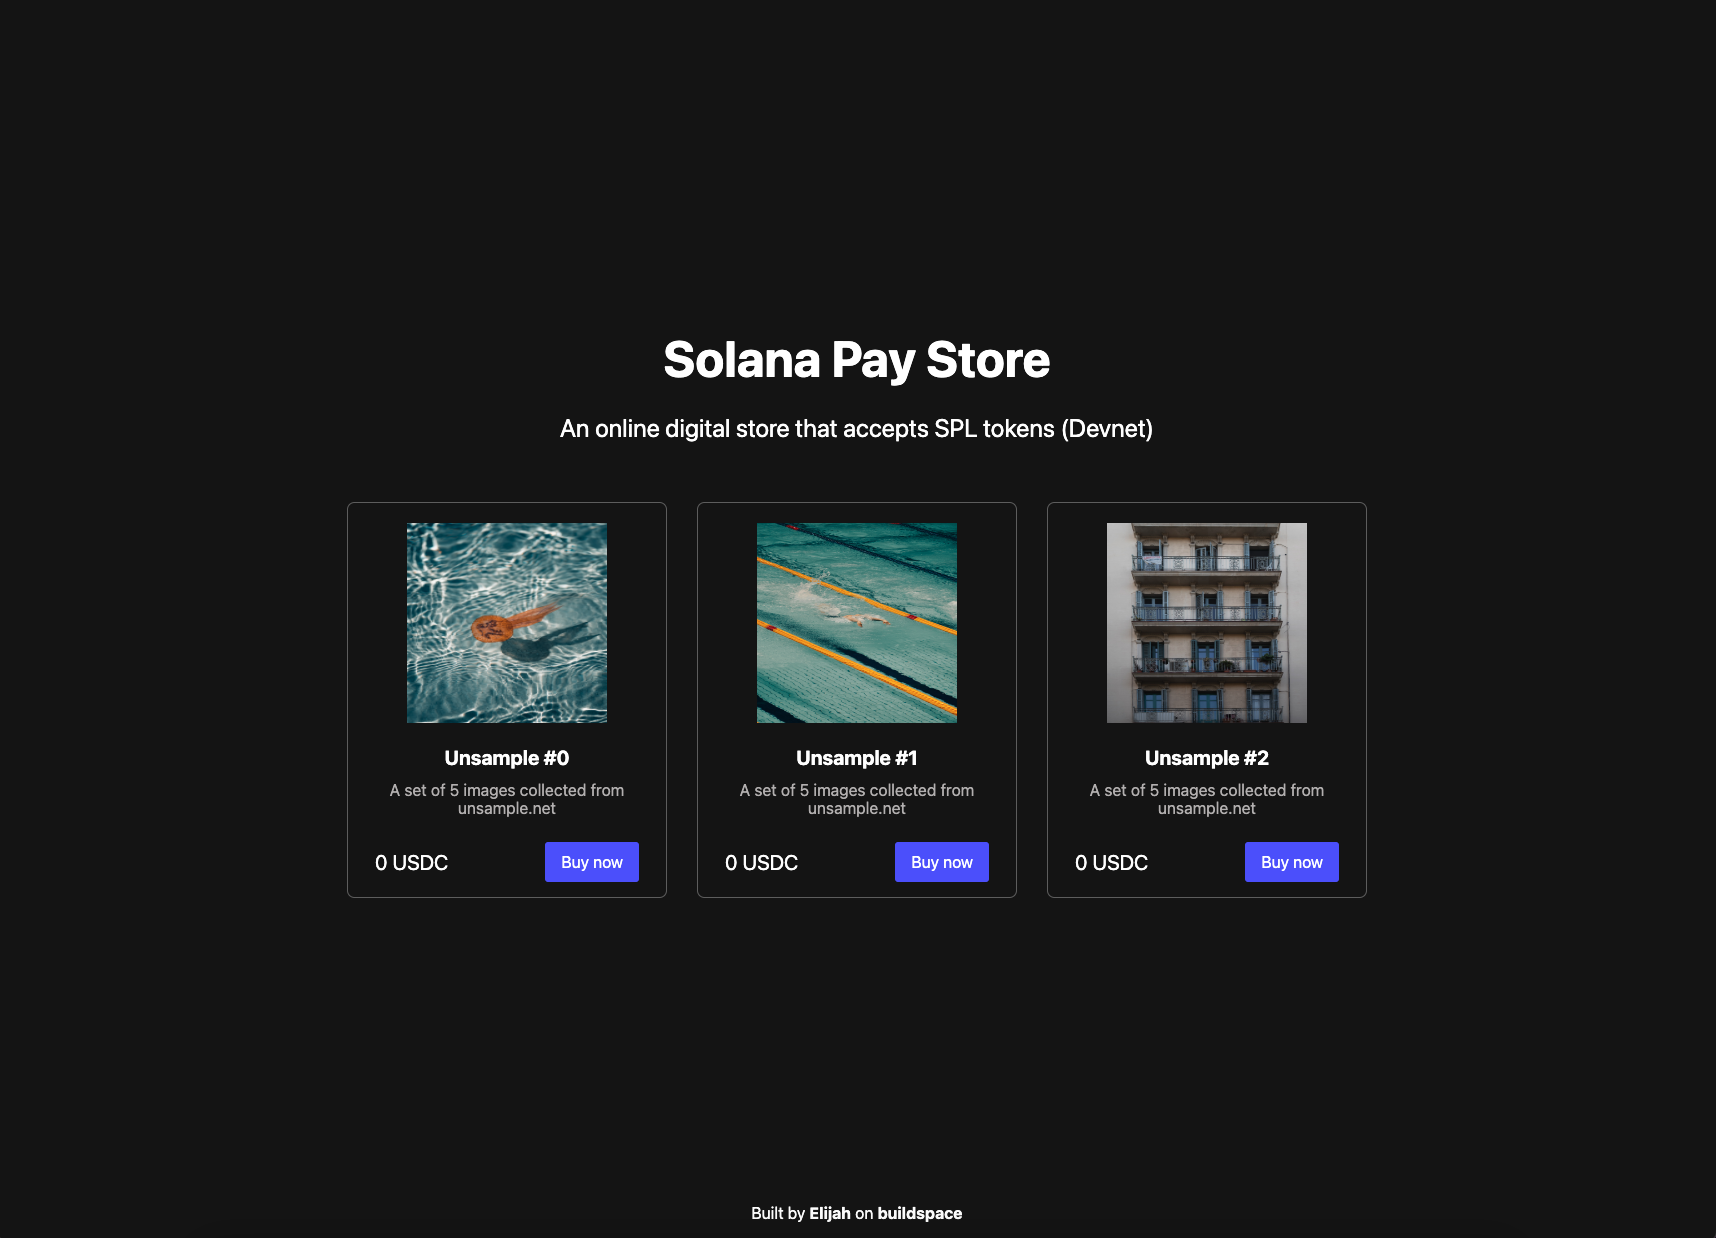 Solana Pay Store
An online digital store that accepts SPL tokens (Devnet)
Unsample #0
A set of 5 images collected from
unsample.net
0 USDC
Buy now
Unsample #1
A set of 5 images collected from
unsample.net
0 USDC
Buy now
Unsample #2
A set of 5 images collected from
unsample.net
0 USDC
Buy now
Built by Elijah on buildspace